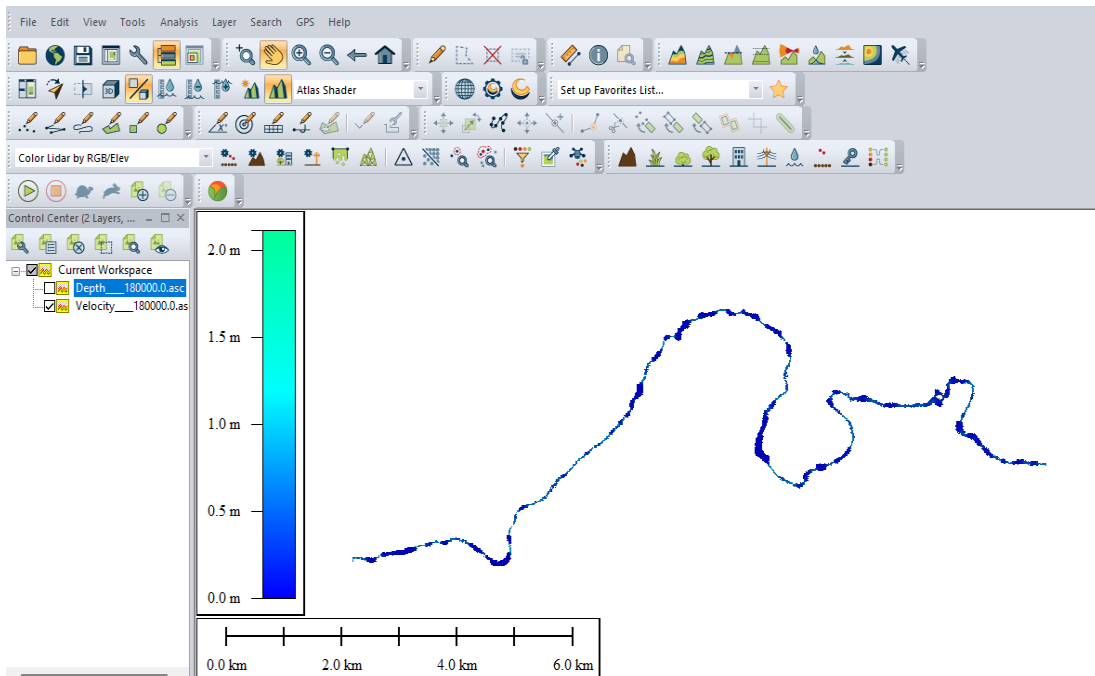 File Edit View Tools Analysis Layer Search GPS Help
Atlas Shader
Set up Favorites List...
Color Lidar by RGB/Elev
Control Center (2 Layers, ...
Current Workspace
Depth___180000.0.asc
Velocity___180000.0.as
2.0 m
1.5 m
1.0 m
0.5 m
0.0 m
0.0 km 2.0 km 4.0 km 6.0 km